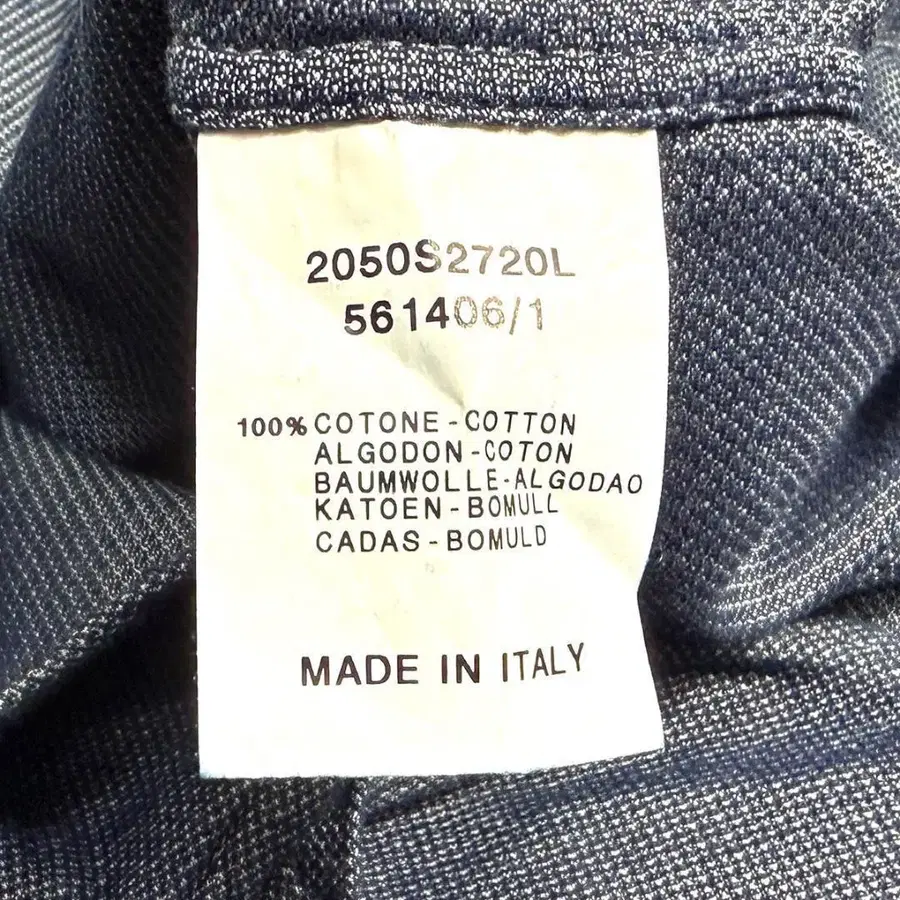 2050S2720L
561406/1
100% COTONE - COTTON
ALGODON - COTON
BAUMWOLLE - ALGODAO
KATOEN - BOMULL
CADAS - BOMULD
MADE IN ITALY